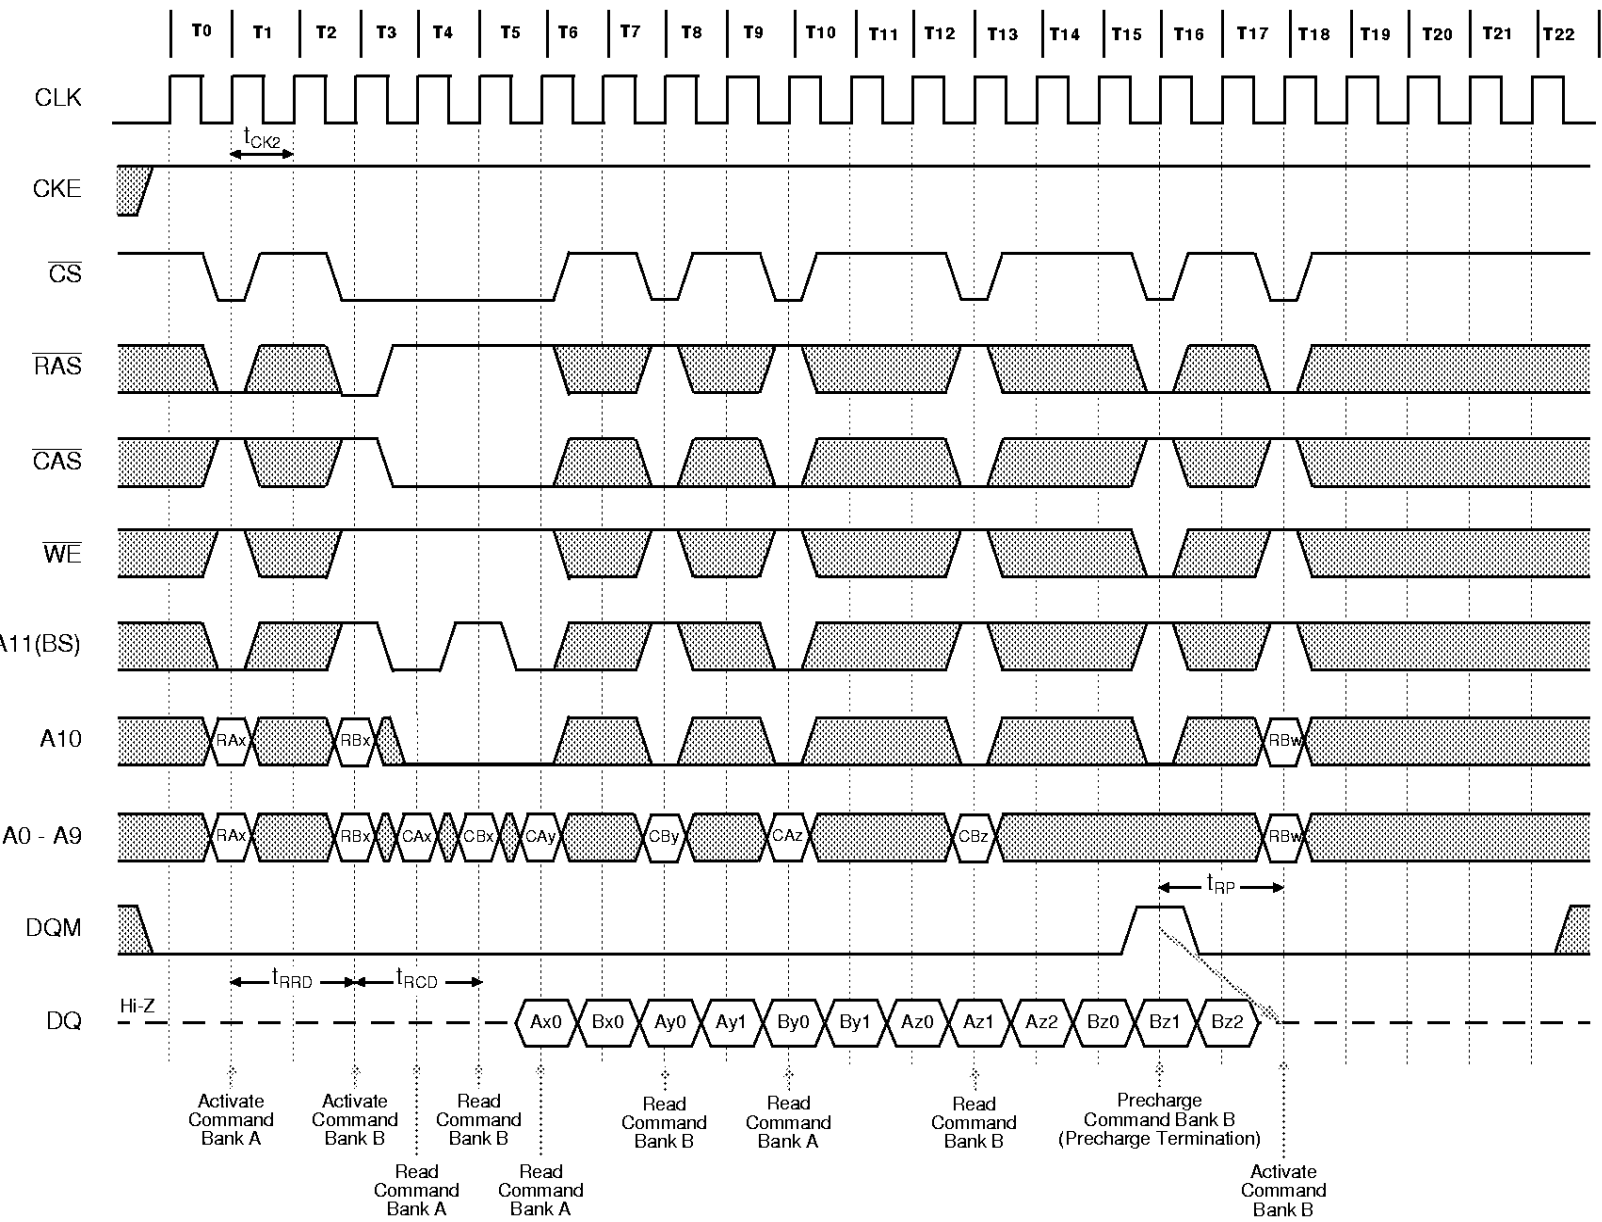 T0 T1 T2 T3 T4 T5 T6 T7 T8 T9 T10 T11 T12 T13 T14 T15 T16 T17 T18 T19 T20 T21 T22
CLK
tCK2
CKE
CS
RAS
CAS
WE
A11(BS)
A10 RAx RBx RBw
A0 - A9 RAx RBx CAx CBx CAy CBy CAz CBz RBw
tRP
DQM
tRRD tRCD
Hi-Z
DQ Ax0 Bx0 Ay0 Ay1 By0 By1 Az0 Az1 Az2 Bz0 Bz1 Bz2
Activate
Command
Bank A
Activate
Command
Bank B
Read
Command
Bank B
Read
Command
Bank B
Read
Command
Bank A
Read
Command
Bank B
Precharge
Command Bank B
(Precharge Termination)
Read
Command
Bank A
Read
Command
Bank A
Activate
Command
Bank B